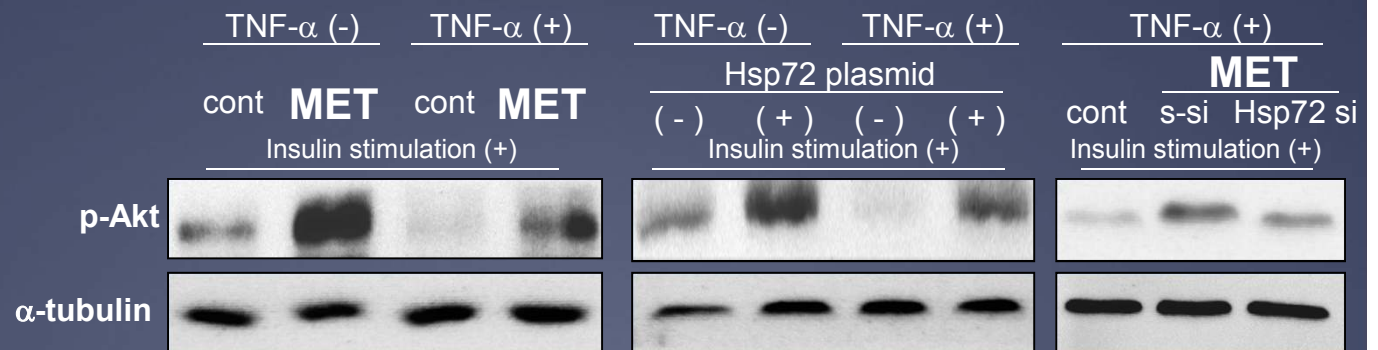 TNF-α (-) TNF-α (+) TNF-α (-) TNF-α (+) TNF-α (+)
Hsp72 plasmid MET
cont MET cont MET ( - ) ( + ) ( - ) ( + ) cont s-si Hsp72 si
Insulin stimulation (+) Insulin stimulation (+) Insulin stimulation (+)
p-Akt
α-tubulin